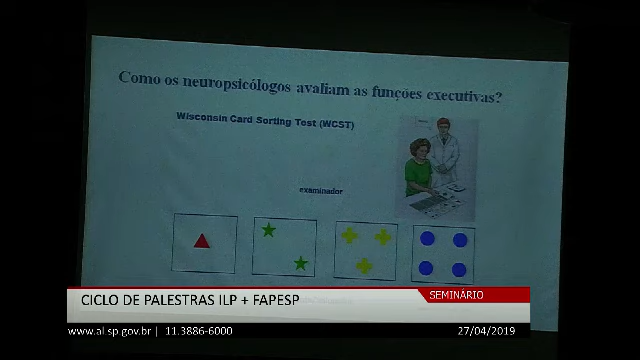 Como os neuropsicólogos avaliam as funções executivas?
Wisconsin Card Sorting Test (WCST)
examinador
CICLO DE PALESTRAS ILP + FAPESP
SEMINÁRIO
www.al.sp.gov.br | 11.3886-6000
27/04/2019